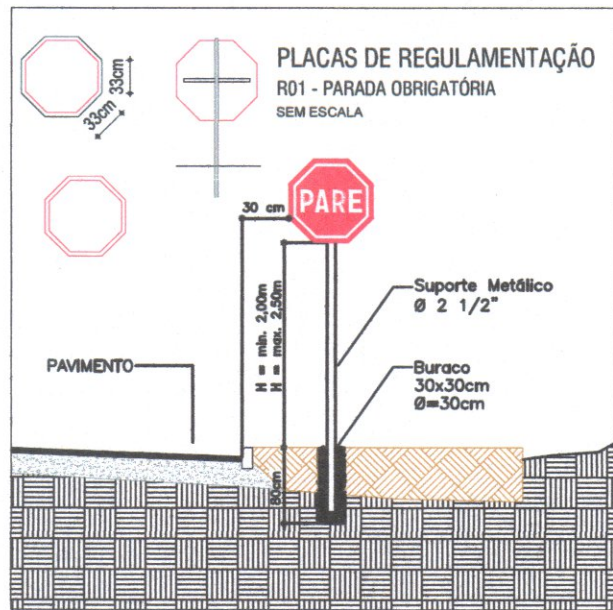 PLACAS DE REGULAMENTAÇÃO
R01 - PARADA OBRIGATÓRIA
SEM ESCALA
33cm
33cm
PARE
30 cm
H = min. 2,00m
H = max. 2,50m
Suporte Metálico
Ø 2 1/2"
PAVIMENTO
Buraco
30x30cm
Ø=30cm
80cm